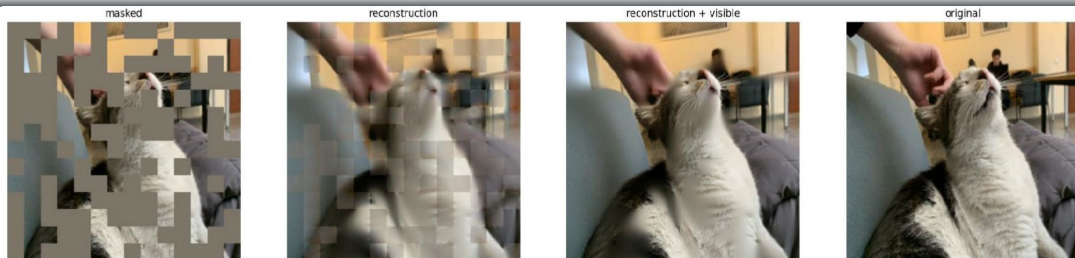 masked
reconstruction
reconstruction + visible
original